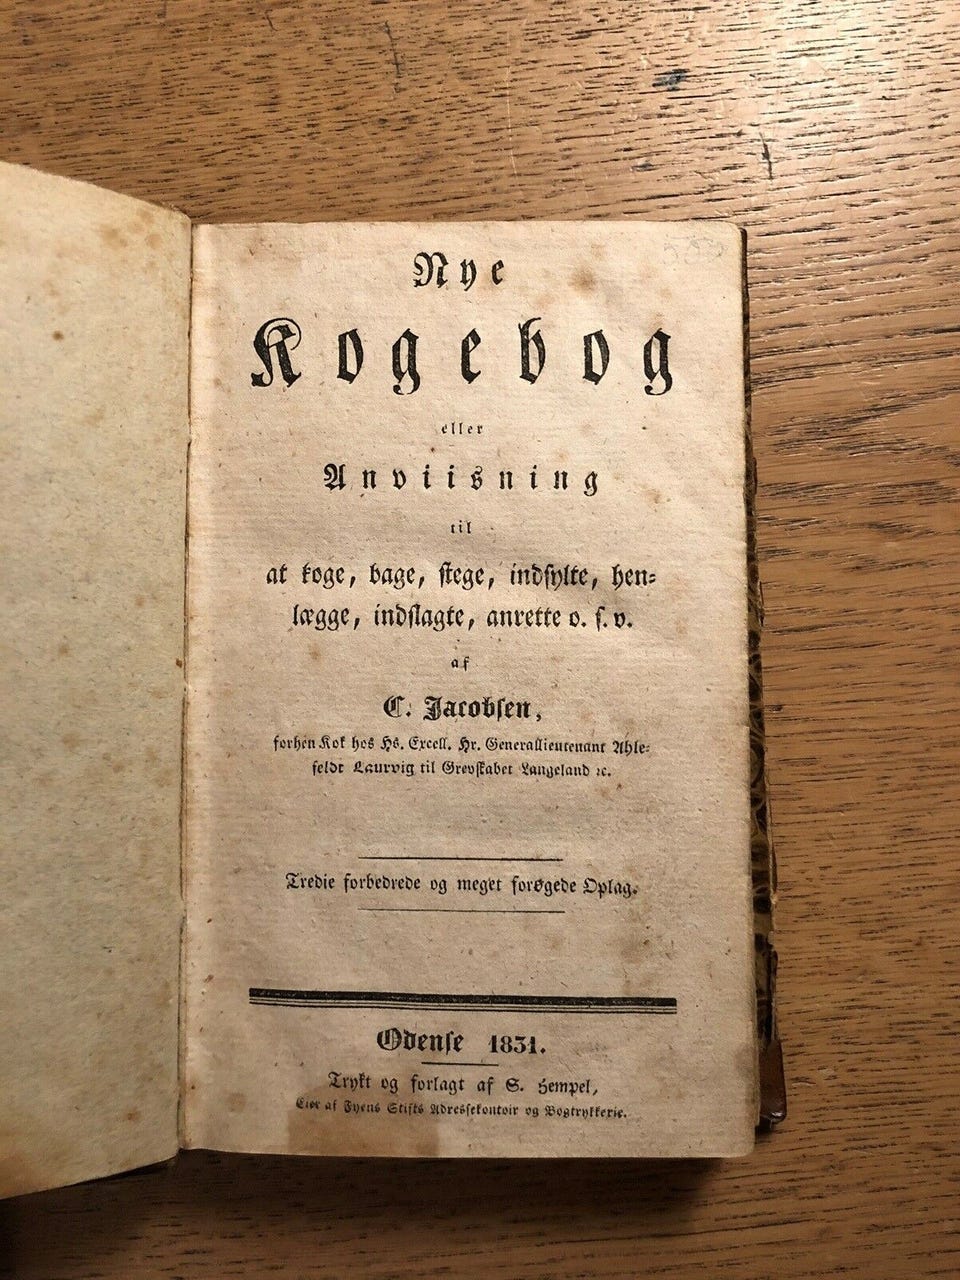 Nye
Kogebog
eller
Anviisning
til
at koge, bage, stege, indsylte, hen=
lægge, indslagte, anrette o. s. v.
af
C. Jacobsen,
forhen Kok hos Hs. Excell. Hr. Generallieutenant Ahle=
feldt Laurvig til Grevskabet Langeland ꝛc.
Tredie forbedrede og meget forøgede Oplag.
Odense 1831.
Trykt og forlagt af S. Hempel,
Eier af Fyens Stifts Adressekontoir og Bogtrykkerie.